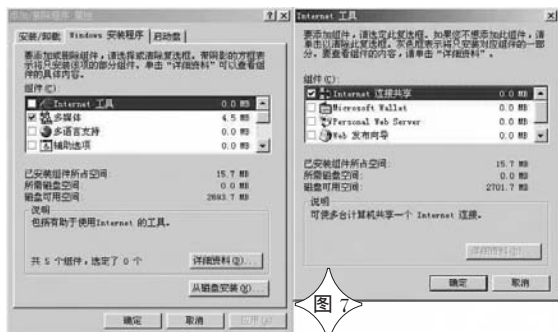 添加/删除程序 属性
安装/卸载 Windows 安装程序 启动盘
要添加或删除组件，请选择或清除复选框。带阴影的方框表
示将只安装该项的部分组件。单击“详细资料”可以查看组
件的具体内容。
组件(C):
Internet 工具 0.0 MB
多媒体 4.5 MB
多语言支持 0.0 MB
辅助选项 0.0 MB
已安装组件所占空间: 15.7 MB
所需磁盘空间: 0.0 MB
磁盘可用空间: 2693.7 MB
说明
包括有助于使用Internet 的工具。
共 5 个组件，选定了 0 个
详细资料(D)...
从磁盘安装(H)...
确定 取消 应用(A)
Internet 工具
要添加组件，请选定此复选框。如果您不想添加此组件，请
单击以清除此复选框。灰色框表示将只安装对应组件的一部
分。要查看组件的内容，请单击“详细资料”。
组件(C):
Internet 连接共享 0.0 MB
Microsoft Wallet 0.0 MB
Personal Web Server 0.0 MB
Web 发布向导 0.0 MB
已安装组件所占空间: 15.7 MB
所需磁盘空间: 0.0 MB
磁盘可用空间: 2701.7 MB
说明
可使多台计算机共享一个 Internet 连接。
详细资料(D)...
确定 取消
图 7